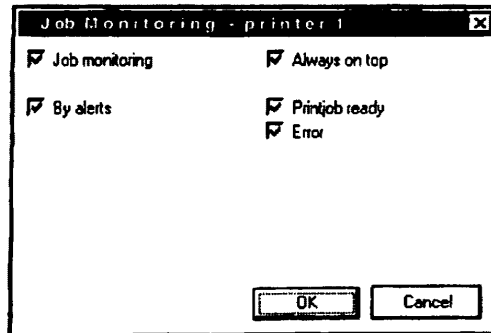 Job Monitoring - printer 1
Job monitoring Always on top
By alerts Printjob ready
Error
OK Cancel